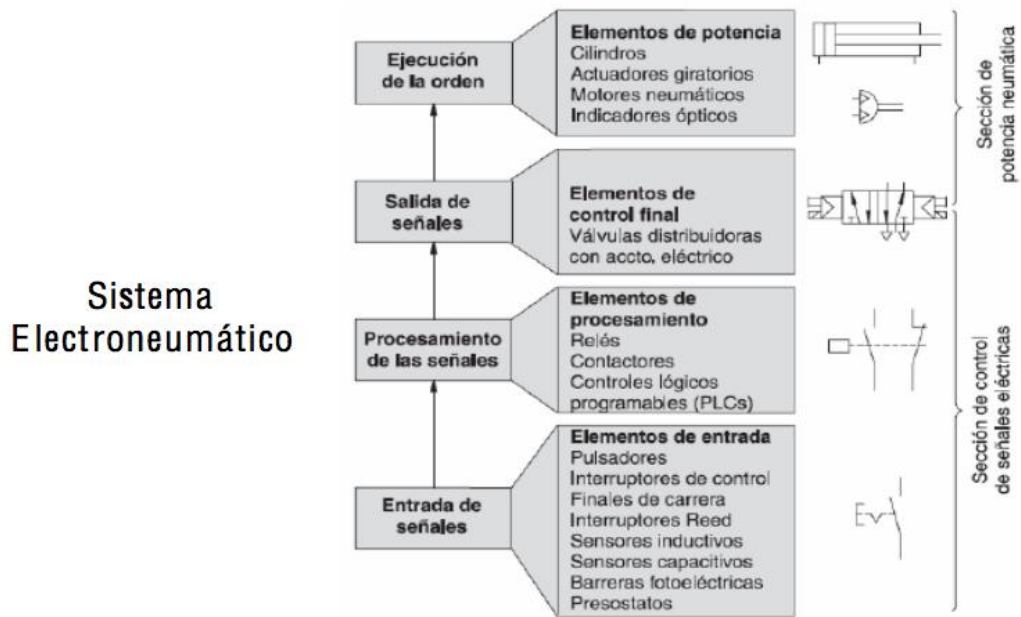 Sistema
Electroneumático
Ejecución
de la orden
Elementos de potencia
Cilindros
Actuadores giratorios
Motores neumáticos
Indicadores ópticos
Sección de
potencia neumática
Salida de
señales
Elementos de
control final
Válvulas distribuidoras
con accto. eléctrico
Procesamiento
de las señales
Elementos de
procesamiento
Relés
Contactores
Controles lógicos
programables (PLCs)
Entrada de
señales
Elementos de entrada
Pulsadores
Interruptores de control
Finales de carrera
Interruptores Reed
Sensores inductivos
Sensores capacitivos
Barreras fotoeléctricas
Presostatos
Sección de control
de señales eléctricas